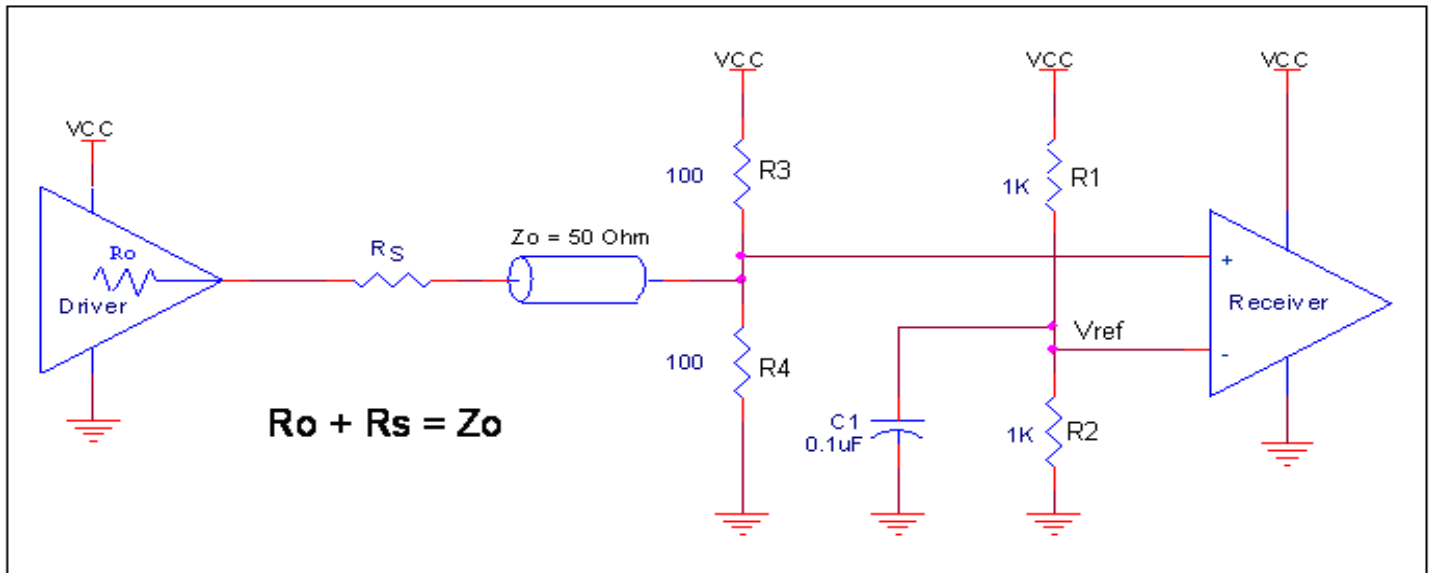 VCC
VCC
VCC
VCC
R3
100
R1
1K
Zo = 50 Ohm
Ro
RS
+
Driver
Receiver
Vref
-
R4
100
Ro + Rs = Zo
C1
0.1uF
R2
1K